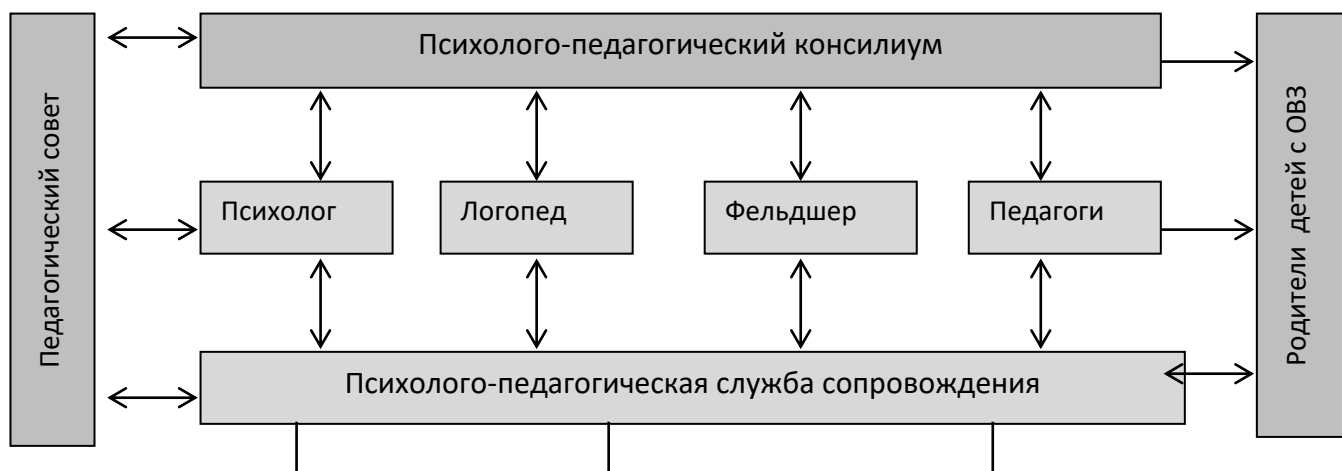 Психолого-педагогический консилиум
Педагогический совет
Родители детей с ОВЗ
Психолог
Логопед
Фельдшер
Педагоги
Психолого-педагогическая служба сопровождения